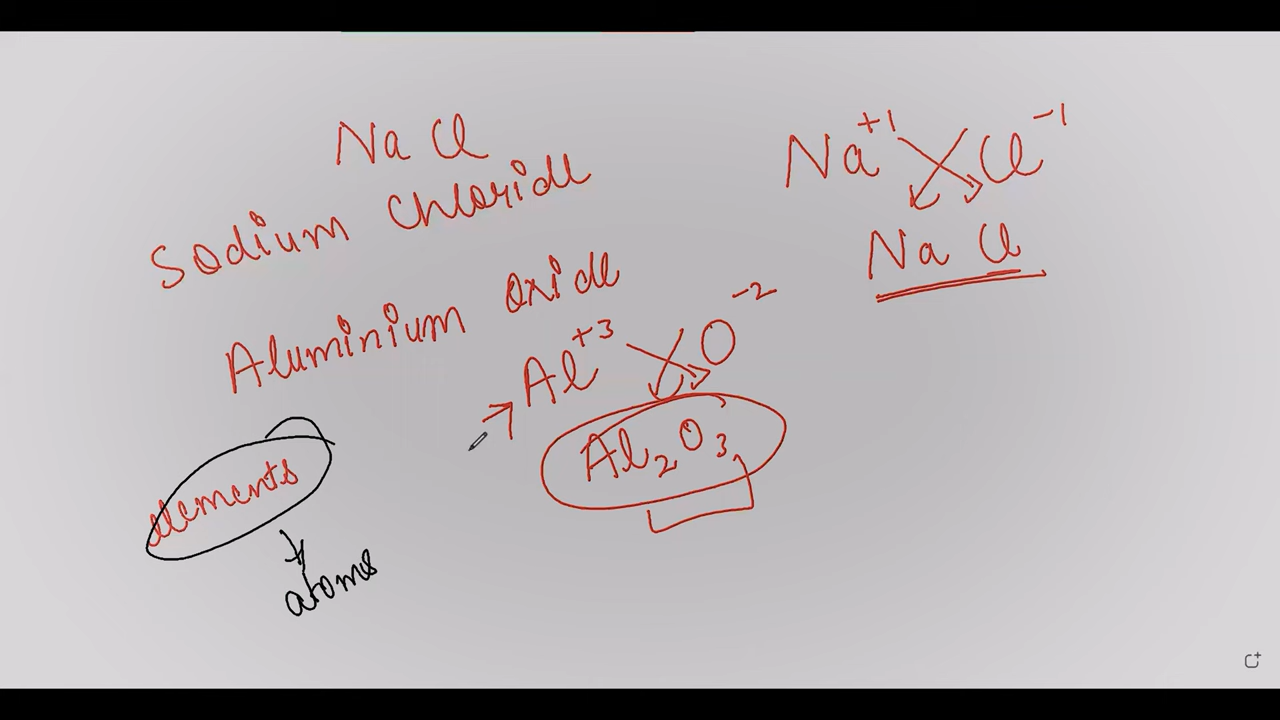 Na Cl
Sodium Chloride
Na+1 Cl-1
Na Cl
Aluminium Oxide
Al+3 O-2
Al2O3
elements
atoms